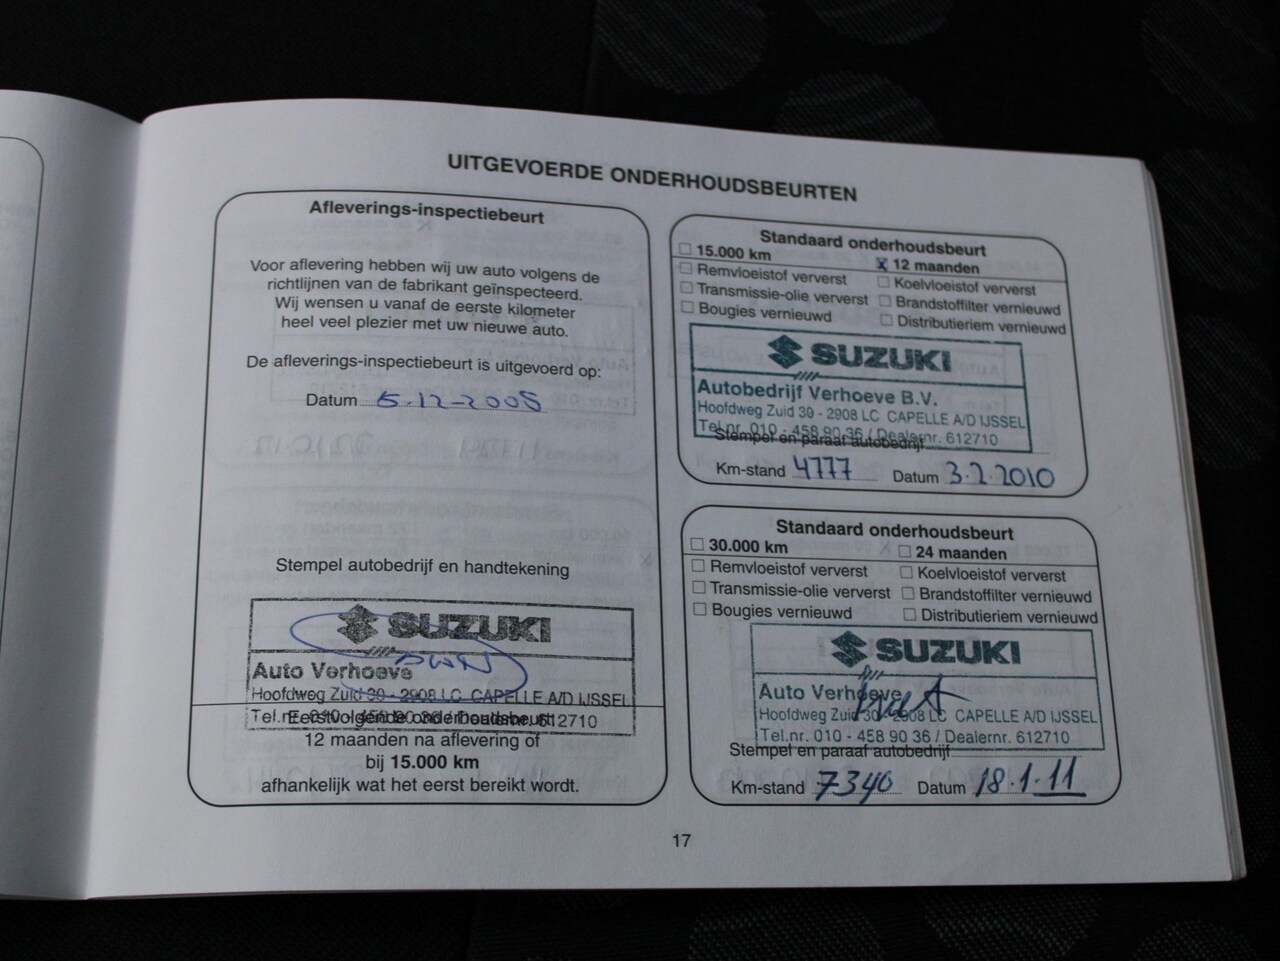 UITGEVOERDE ONDERHOUDSBEURTEN
Afleverings-inspectiebeurt
Voor aflevering hebben wij uw auto volgens de
richtlijnen van de fabrikant geïnspecteerd.
Wij wensen u vanaf de eerste kilometer
heel veel plezier met uw nieuwe auto.
De afleverings-inspectiebeurt is uitgevoerd op:
Datum 5-12-2008
Stempel autobedrijf en handtekening
SUZUKI
Auto Verhoeve
Hoofdweg Zuid 30 - 2908 LC CAPELLE A/D IJSSEL
Tel.nr. 010 - 458 90 36 / Dealernr. 612710
Eerstvolgende onderhoudsbeurt:
12 maanden na aflevering of
bij 15.000 km
afhankelijk wat het eerst bereikt wordt.
Standaard onderhoudsbeurt
15.000 km
x 12 maanden
Remvloeistof ververst
Koelvloeistof ververst
Transmissie-olie ververst
Brandstoffilter vernieuwd
Bougies vernieuwd
Distributieriem vernieuwd
SUZUKI
Autobedrijf Verhoeve B.V.
Hoofdweg Zuid 30 - 2908 LC CAPELLE A/D IJSSEL
Tel.nr. 010 - 458 90 36 / Dealernr. 612710
Stempel en paraaf autobedrijf
Km-stand 4777 Datum 3.2.2010
Standaard onderhoudsbeurt
30.000 km
24 maanden
Remvloeistof ververst
Koelvloeistof ververst
Transmissie-olie ververst
Brandstoffilter vernieuwd
Bougies vernieuwd
Distributieriem vernieuwd
SUZUKI
Auto Verhoeve
Hoofdweg Zuid 30 - 2908 LC CAPELLE A/D IJSSEL
Tel.nr. 010 - 458 90 36 / Dealernr. 612710
Stempel en paraaf autobedrijf
Km-stand 7340 Datum 18.1.11
17